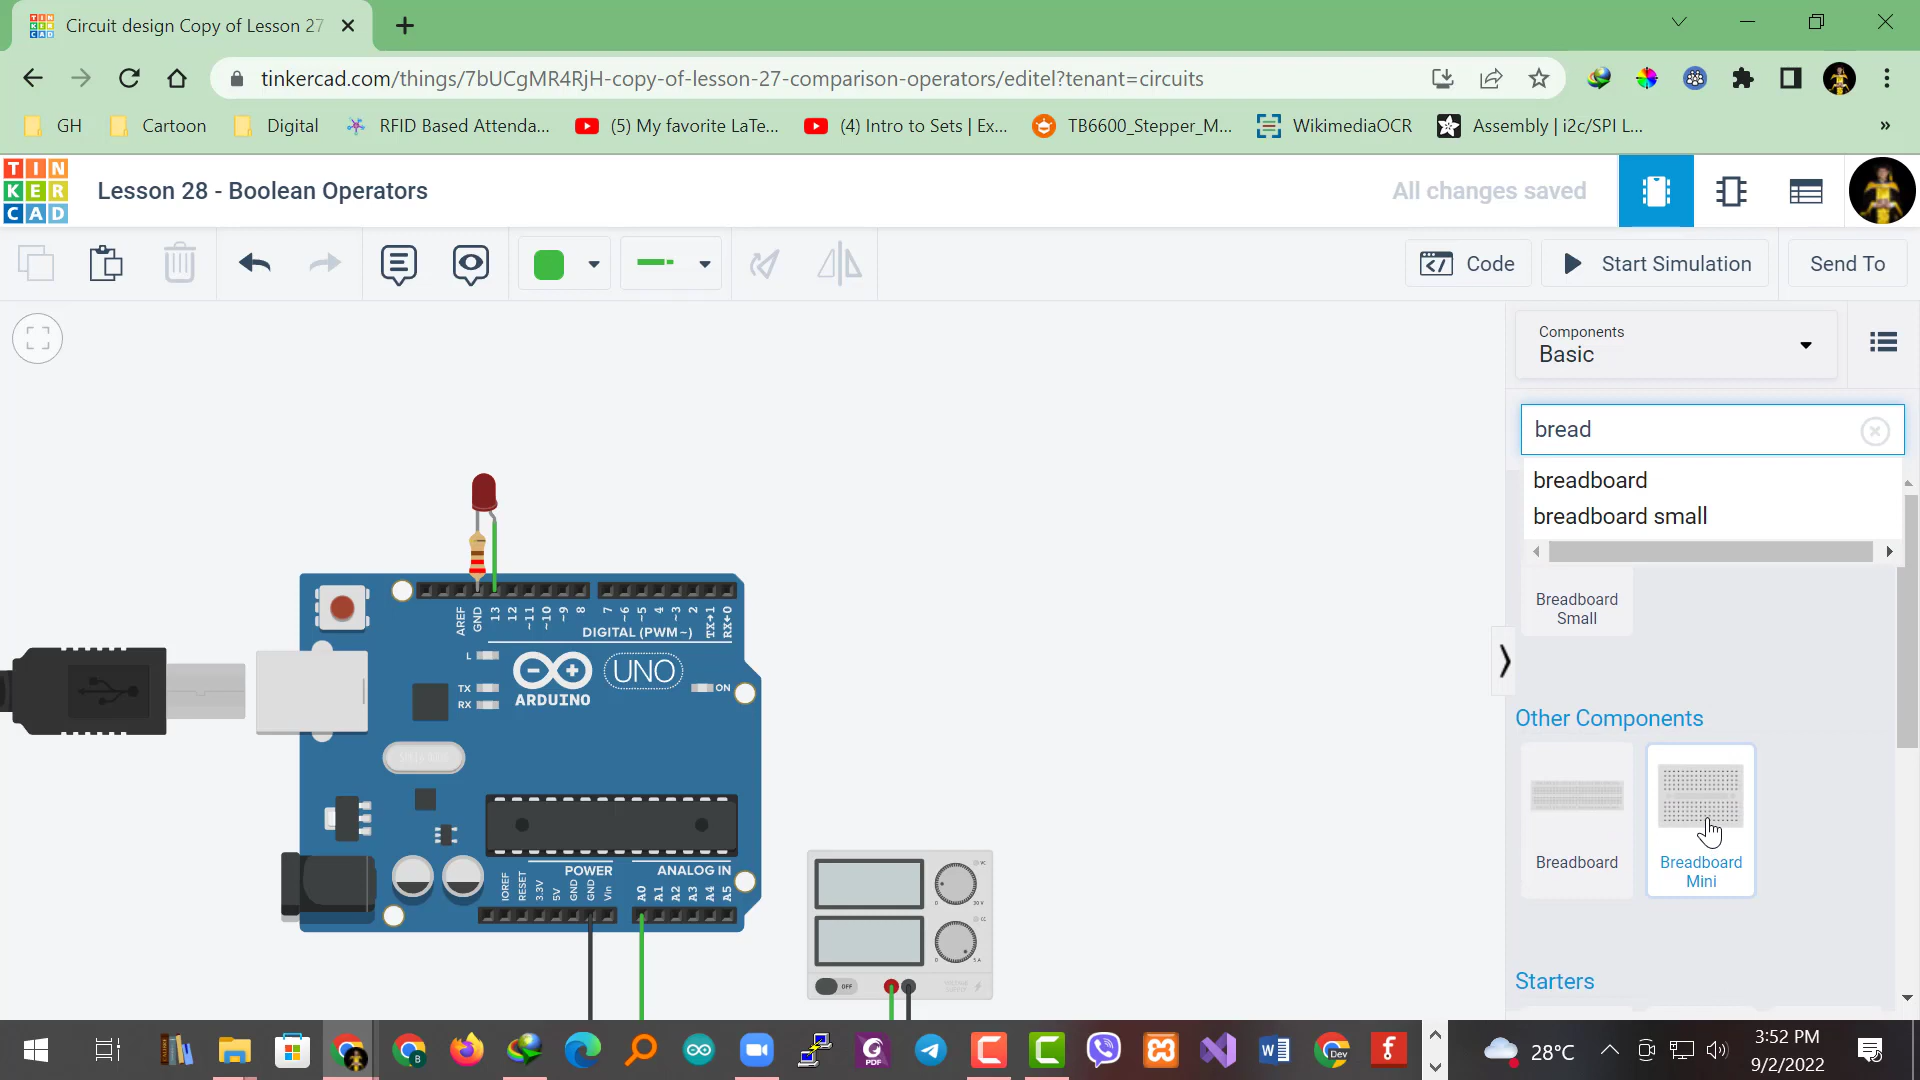 Circuit design Copy of Lesson 27
tinkercad.com/things/7bUCgMR4RjH-copy-of-lesson-27-comparison-operators/editel?tenant=circuits
GH
Cartoon
Digital
RFID Based Attenda...
(5) My favorite LaTe...
(4) Intro to Sets | Ex...
TB6600_Stepper_M...
WikimediaOCR
Assembly | i2c/SPI L...
»
TIN
KER
CAD
Lesson 28 - Boolean Operators
All changes saved
Code
Start Simulation
Send To
Components
Basic
bread
breadboard
breadboard small
Breadboard
Small
Other Components
Breadboard
Breadboard
Mini
Starters
AREF
GND
13
12
~11
~10
~9
8
7
~6
~5
4
~3
2
TX→1
RX←0
DIGITAL (PWM~)
L
TX
RX
ARDUINO
UNO
ON
POWER
ANALOG IN
IOREF
RESET
3.3V
5V
GND
GND
Vin
A0
A1
A2
A3
A4
A5
OFF
PDF
Dev
28°C
3:52 PM
9/2/2022